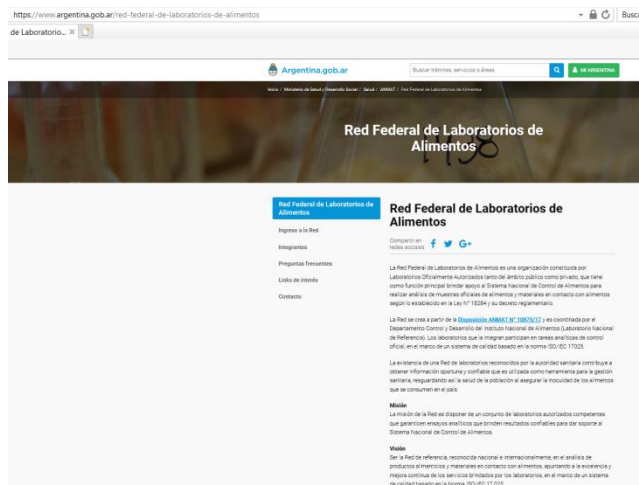 https://www.argentina.gob.ar/red-federal-de-laboratorios-de-alimentos
Busca
de Laboratorio...
Argentina.gob.ar
Buscar trámites, servicios o áreas
MI ARGENTINA
Inicio / Ministerio de Salud y Desarrollo Social / Salud / ANMAT / Red Federal de Laboratorios de Alimentos
Red Federal de Laboratorios de
Alimentos
Red Federal de Laboratorios de
Alimentos
Ingreso a la Red
Integrantes
Preguntas frecuentes
Links de interés
Contacto
Red Federal de Laboratorios de
Alimentos
Compartir en
redes sociales
La Red Federal de Laboratorios de Alimentos es una organización constituida por
Laboratorios Oficialmente Autorizados tanto del ámbito público como privado, que tiene
como función principal brindar apoyo al Sistema Nacional de Control de Alimentos para
realizar análisis de muestras oficiales de alimentos y materiales en contacto con alimentos
según lo establecido en la Ley N° 18284 y su decreto reglamentario.
La Red se crea a partir de la Disposición ANMAT N° 10875/17 y es coordinada por el
Departamento Control y Desarrollo del Instituto Nacional de Alimentos (Laboratorio Nacional
de Referencia). Los laboratorios que la integran participan en tareas analíticas de control
oficial, en el marco de un sistema de calidad basado en la norma ISO/IEC 17025.
La existencia de una Red de laboratorios reconocidos por la autoridad sanitaria contribuye a
obtener información oportuna y confiable que es utilizada como herramienta para la gestión
sanitaria, resguardando así la salud de la población al asegurar la inocuidad de los alimentos
que se consumen en el país.
Misión
La misión de la Red es disponer de un conjunto de laboratorios autorizados competentes
que garanticen ensayos analíticos que brinden resultados confiables para dar soporte al
Sistema Nacional de Control de Alimentos.
Visión
Ser la Red de referencia, reconocida nacional e internacionalmente, en el análisis de
productos alimenticios y materiales en contacto con alimentos, apuntando a la excelencia y
mejora continua de los servicios brindados por los laboratorios, en el marco de un sistema
de calidad basado en la Norma ISO/IEC 17.025.